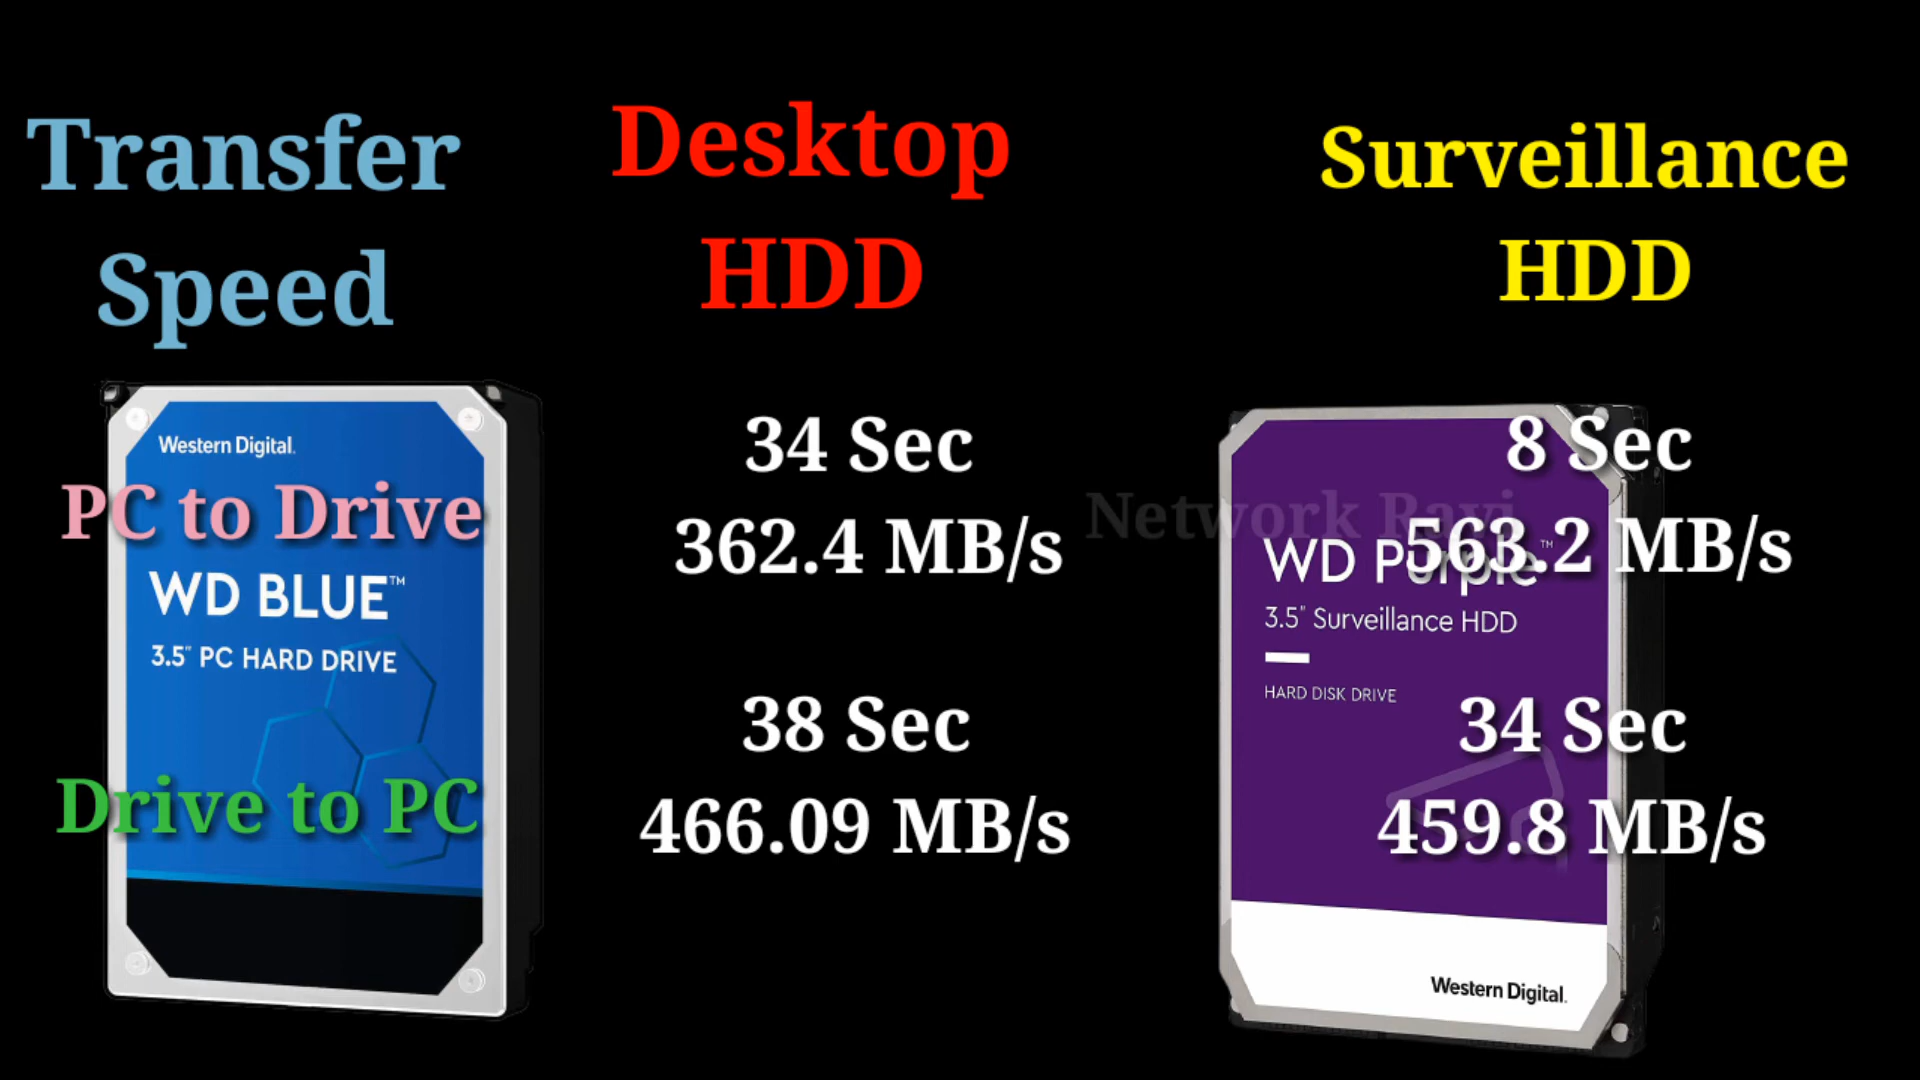 Transfer
Speed
Desktop
HDD
Surveillance
HDD
Western Digital.
PC to Drive
WD BLUE™
3.5" PC HARD DRIVE
Drive to PC
34 Sec
362.4 MB/s
38 Sec
466.09 MB/s
Network Ravi
8 Sec
563.2 MB/s
WD Purple™
3.5" Surveillance HDD
HARD DISK DRIVE
34 Sec
459.8 MB/s
Western Digital.